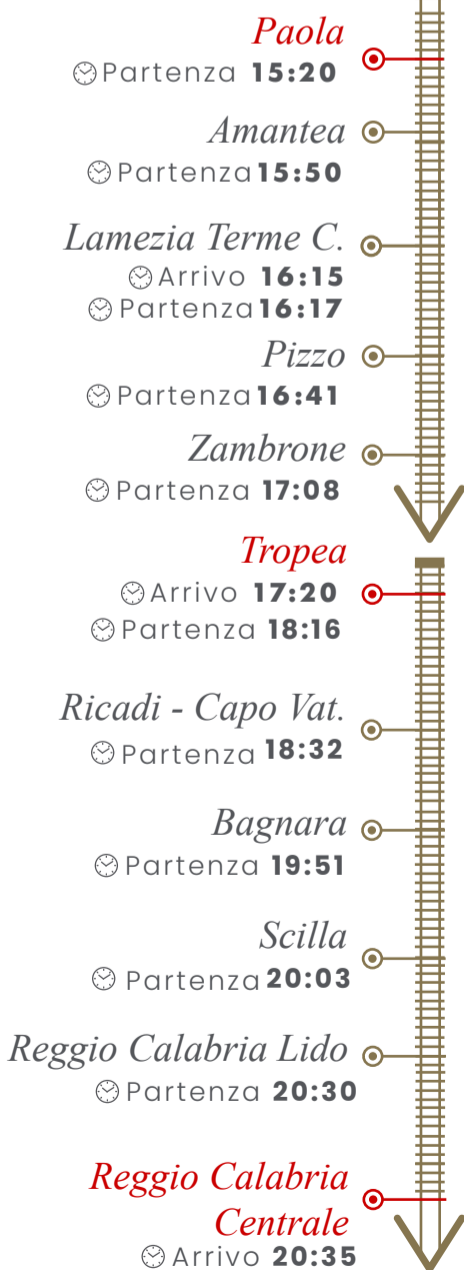 Paola
Partenza 15:20
Amantea
Partenza 15:50
Lamezia Terme C.
Arrivo 16:15
Partenza 16:17
Pizzo
Partenza 16:41
Zambrone
Partenza 17:08
Tropea
Arrivo 17:20
Partenza 18:16
Ricadi - Capo Vat.
Partenza 18:32
Bagnara
Partenza 19:51
Scilla
Partenza 20:03
Reggio Calabria Lido
Partenza 20:30
Reggio Calabria
Centrale
Arrivo 20:35